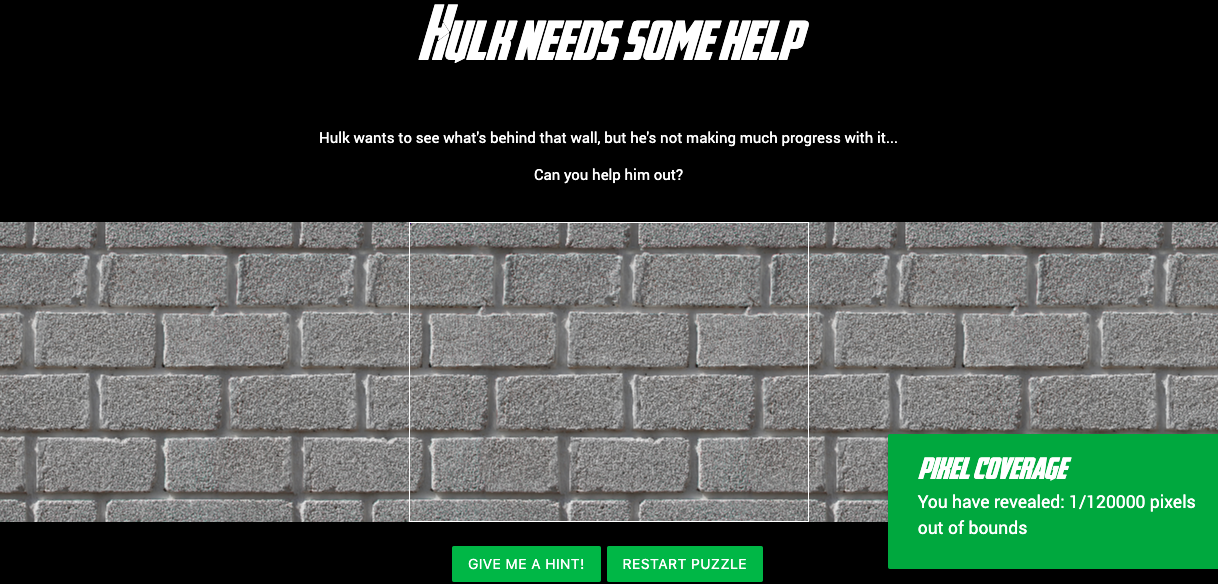 Hulk needs some help
Hulk wants to see what's behind that wall, but he's not making much progress with it...
Can you help him out?
PIXEL COVERAGE
You have revealed: 1/120000 pixels
out of bounds
GIVE ME A HINT! RESTART PUZZLE